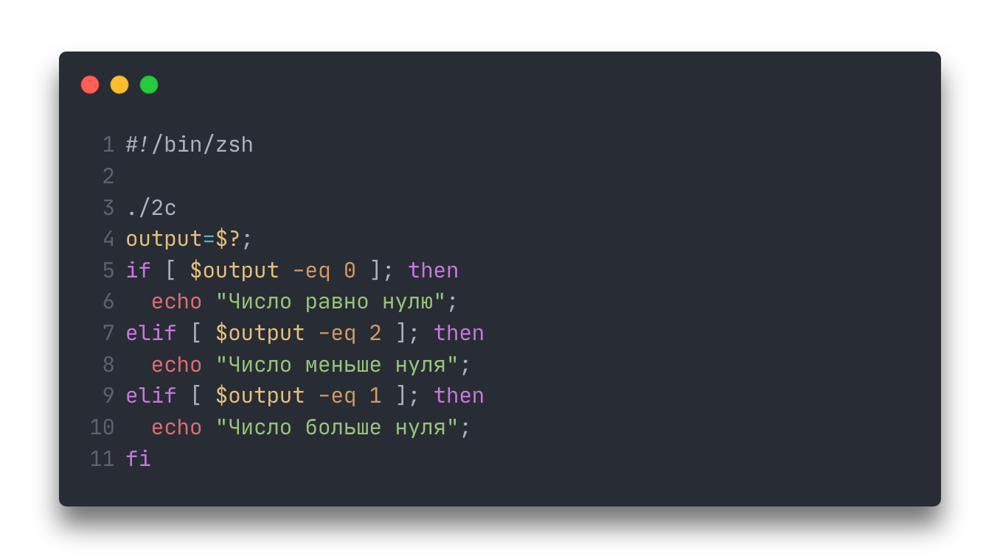 1 #!/bin/zsh
2
3 ./2c
4 output=$?;
5 if [ $output -eq 0 ]; then
6   echo "Число равно нулю";
7 elif [ $output -eq 2 ]; then
8   echo "Число меньше нуля";
9 elif [ $output -eq 1 ]; then
10   echo "Число больше нуля";
11 fi